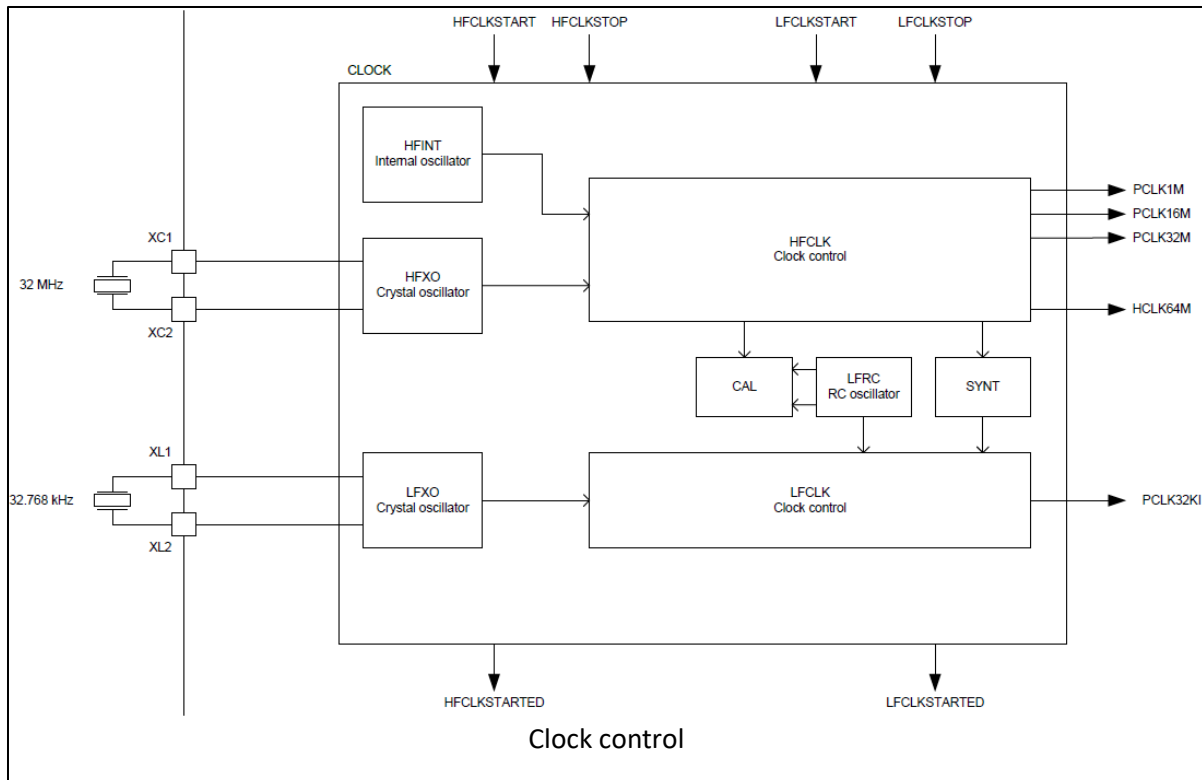 HFCLKSTART HFCLKSTOP LFCLKSTART LFCLKSTOP
CLOCK
HFINT
Internal oscillator
PCLK1M
PCLK16M
PCLK32M
XC1
HFCLK
Clock control
HFXO
Crystal oscillator
32 MHz
HCLK64M
XC2
CAL
LFRC
RC oscillator
SYNT
XL1
LFXO
Crystal oscillator
LFCLK
Clock control
32.768 kHz
PCLK32KI
XL2
HFCLKSTARTED LFCLKSTARTED
Clock control